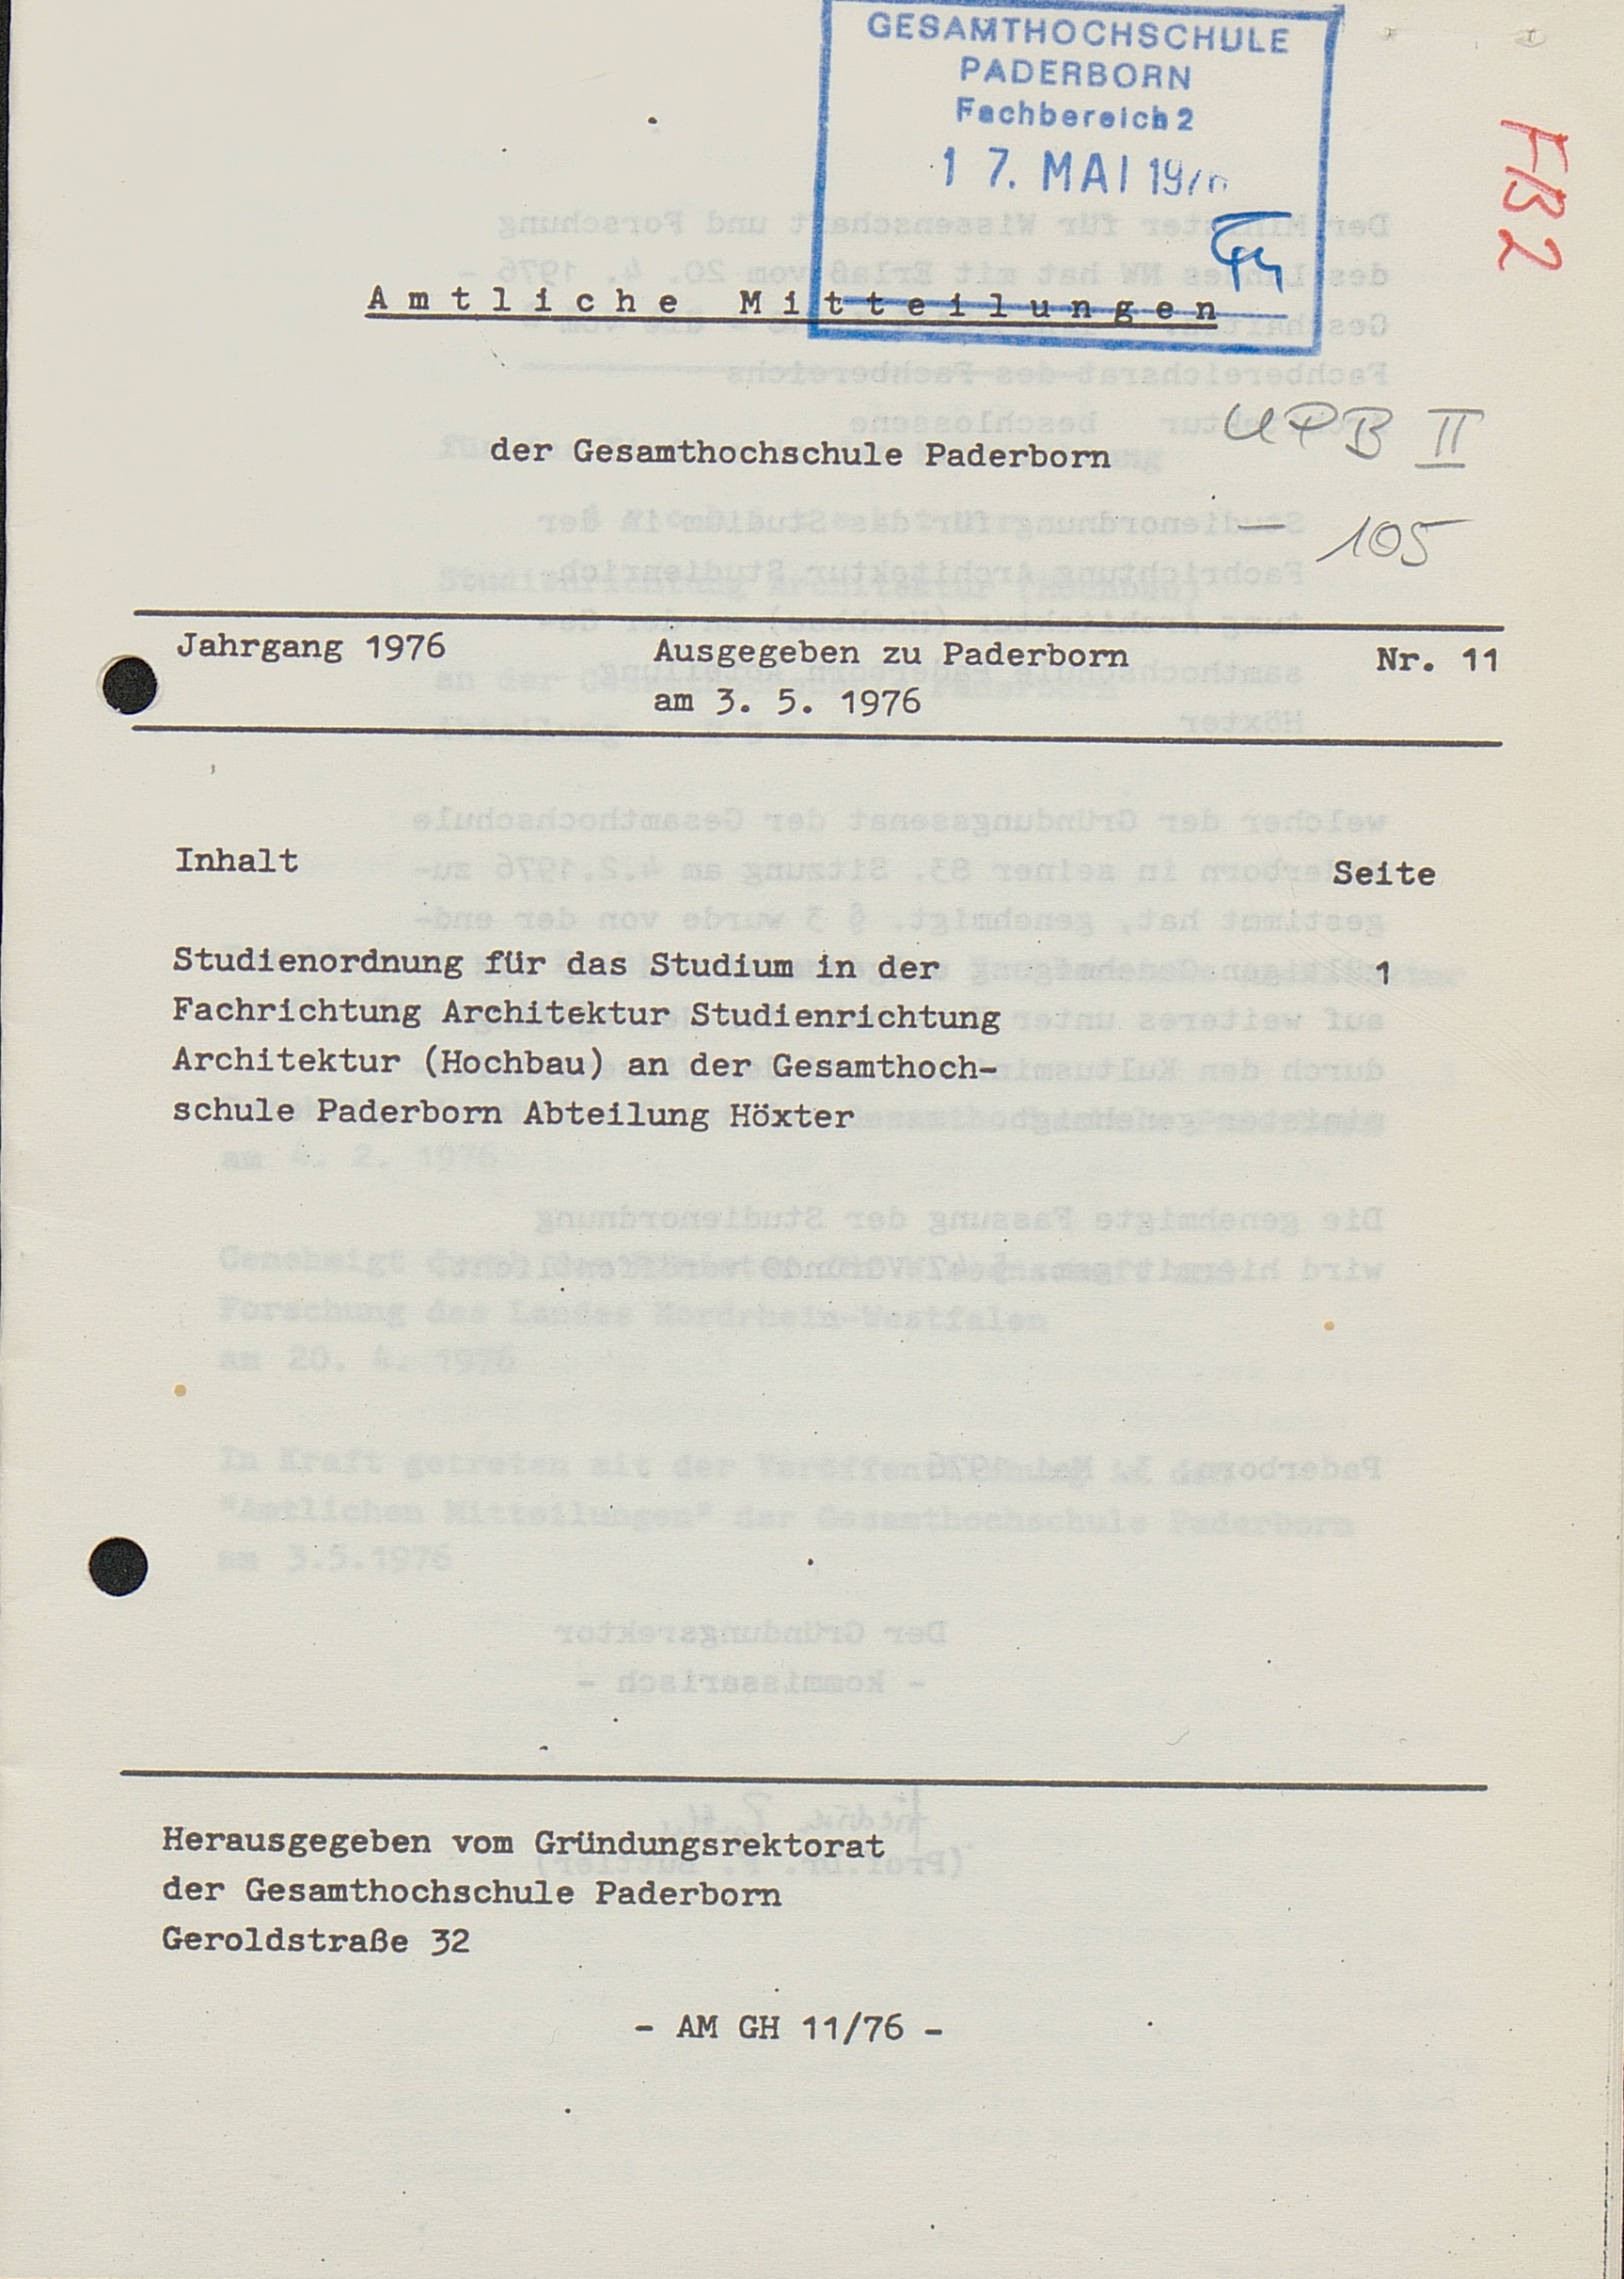 GESAMTHOCHSCHULE
PADERBORN
Fachbereich 2
17. MAI 197
FB2
Amtliche Mitteilungen
UPB II
der Gesamthochschule Paderborn
— 105
Jahrgang 1976 Ausgegeben zu Paderborn Nr. 11
am 3. 5. 1976
Inhalt Seite
Studienordnung für das Studium in der 1
Fachrichtung Architektur Studienrichtung
Architektur (Hochbau) an der Gesamthoch-
schule Paderborn Abteilung Höxter
Herausgegeben vom Gründungsrektorat
der Gesamthochschule Paderborn
Geroldstraße 32
- AM GH 11/76 -